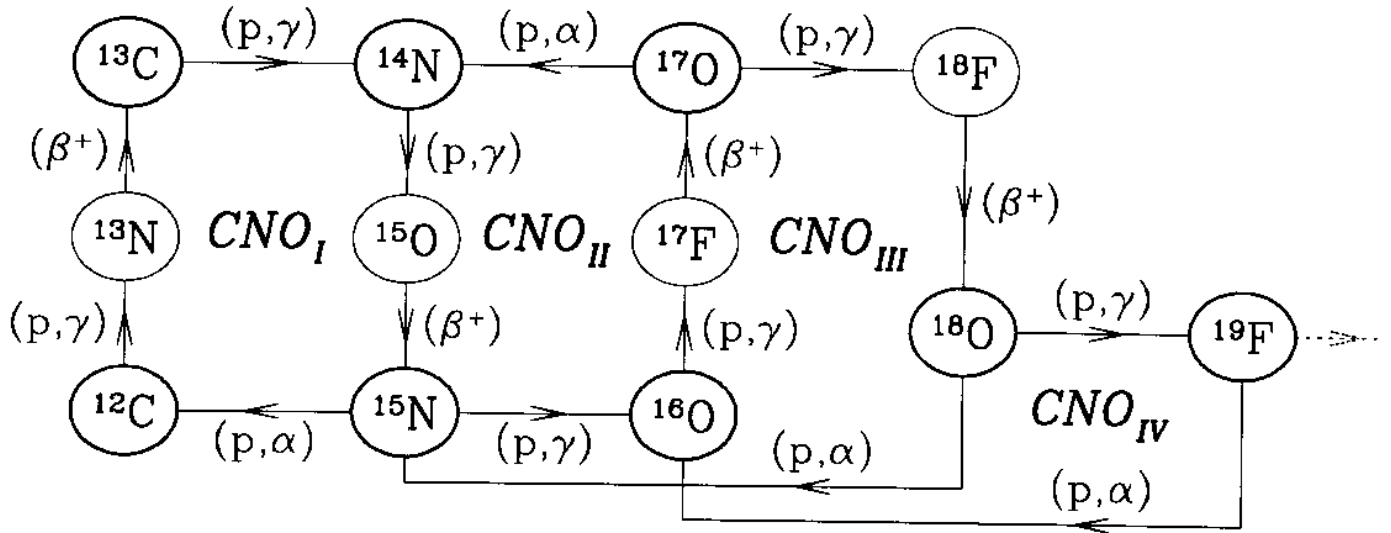 (p,γ) (p,α) (p,γ)
¹³C ¹⁴N ¹⁷O ¹⁸F
(β⁺) (p,γ) (β⁺) (β⁺)
¹³N CNO_I ¹⁵O CNO_II ¹⁷F CNO_III
(p,γ) (β⁺) (p,γ) (p,γ)
¹⁸O ¹⁹F
¹²C ¹⁵N ¹⁶O CNO_IV
(p,α) (p,γ) (p,α)
(p,α)